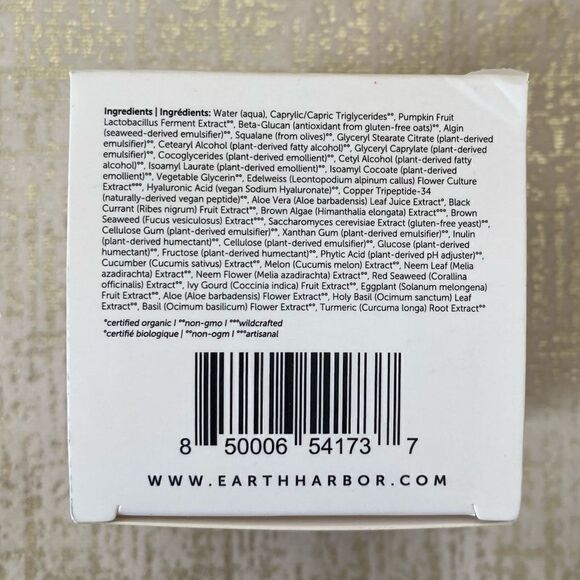 Ingredients | Ingrédients: Water (aqua), Caprylic/Capric Triglycerides°°, Pumpkin Fruit
Lactobacillus Ferment Extract°°, Beta-Glucan (antioxidant from gluten-free oats)°°, Algin
(seaweed-derived emulsifier)°°, Squalane (from olives)°°, Glyceryl Stearate Citrate (plant-derived
emulsifier)°°, Cetearyl Alcohol (plant-derived fatty alcohol)°°, Glyceryl Caprylate (plant-derived
emulsifier)°°, Cocoglycerides (plant-derived emollient)°°, Cetyl Alcohol (plant-derived fatty
alcohol)°°, Isoamyl Laurate (plant-derived emollient)°°, Isoamyl Cocoate (plant-derived
emollient)°°, Vegetable Glycerin°°, Edelweiss (Leontopodium alpinum callus) Flower Culture
Extract°°°, Hyaluronic Acid (vegan Sodium Hyaluronate)°°, Copper Tripeptide-34
(naturally-derived vegan peptide)°°, Aloe Vera (Aloe barbadensis) Leaf Juice Extract°, Black
Currant (Ribes nigrum) Fruit Extract°°, Brown Algae (Himanthalia elongata) Extract°°°, Brown
Seaweed (Fucus vesiculosus) Extract°°°, Saccharomyces cerevisiae Extract (gluten-free yeast)°°,
Cellulose Gum (plant-derived emulsifier)°°, Xanthan Gum (plant-derived emulsifier)°°, Inulin
(plant-derived humectant)°°, Cellulose (plant-derived emulsifier)°°, Glucose (plant-derived
humectant)°°, Fructose (plant-derived humectant)°°, Phytic Acid (plant-derived pH adjuster)°°,
Cucumber (Cucumis sativus) Extract°°, Melon (Cucumis melon) Extract°°, Neem Leaf (Melia
azadirachta) Extract°°, Neem Flower (Melia azadirachta) Extract°°, Red Seaweed (Corallina
officinalis) Extract°°, Ivy Gourd (Coccinia indica) Fruit Extract°°, Eggplant (Solanum melongena)
Fruit Extract°°, Aloe (Aloe barbadensis) Flower Extract°°, Holy Basil (Ocimum sanctum) Leaf
Extract°°, Basil (Ocimum basilicum) Flower Extract°°, Turmeric (Curcuma longa) Root Extract°°
°certified organic | °°non-gmo | °°°wildcrafted
°certifié biologique | °°non-ogm | °°°artisanal
8 50006 54173 7
WWW.EARTHHARBOR.COM